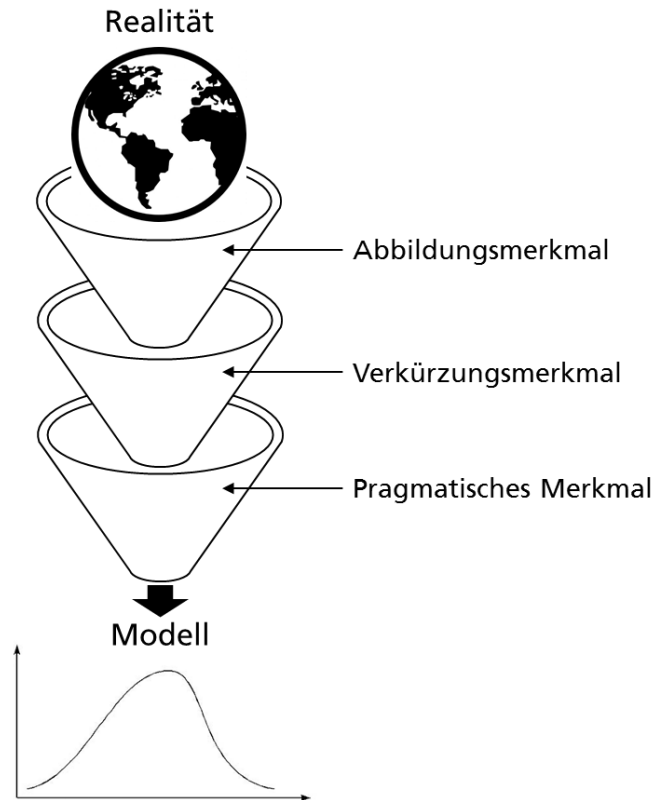 Realität
Abbildungsmerkmal
Verkürzungsmerkmal
Pragmatisches Merkmal
Modell